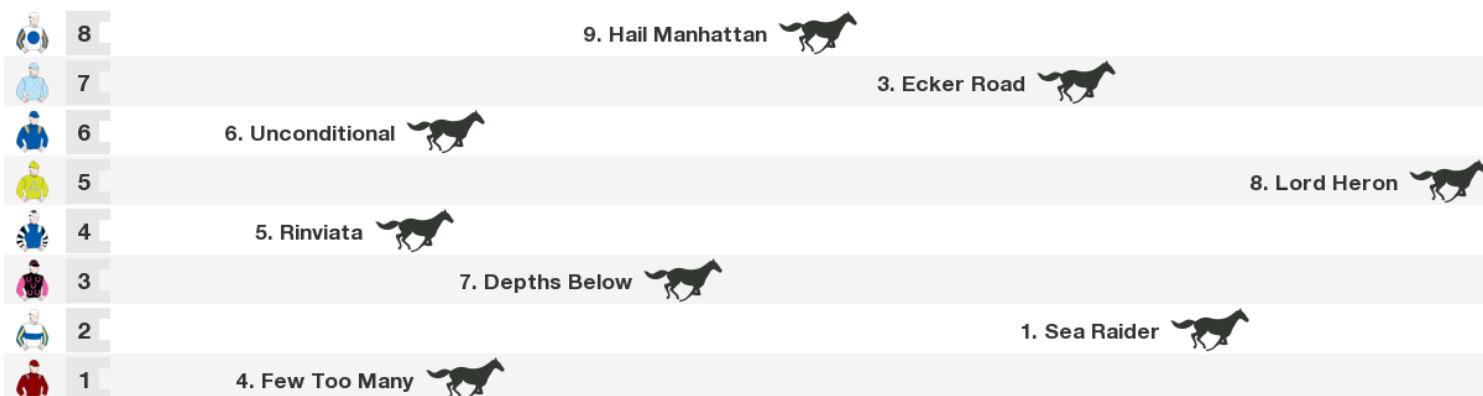 8 9. Hail Manhattan
7 3. Ecker Road
6 6. Unconditional
5 8. Lord Heron
4 5. Rinviata
3 7. Depths Below
2 1. Sea Raider
1 4. Few Too Many